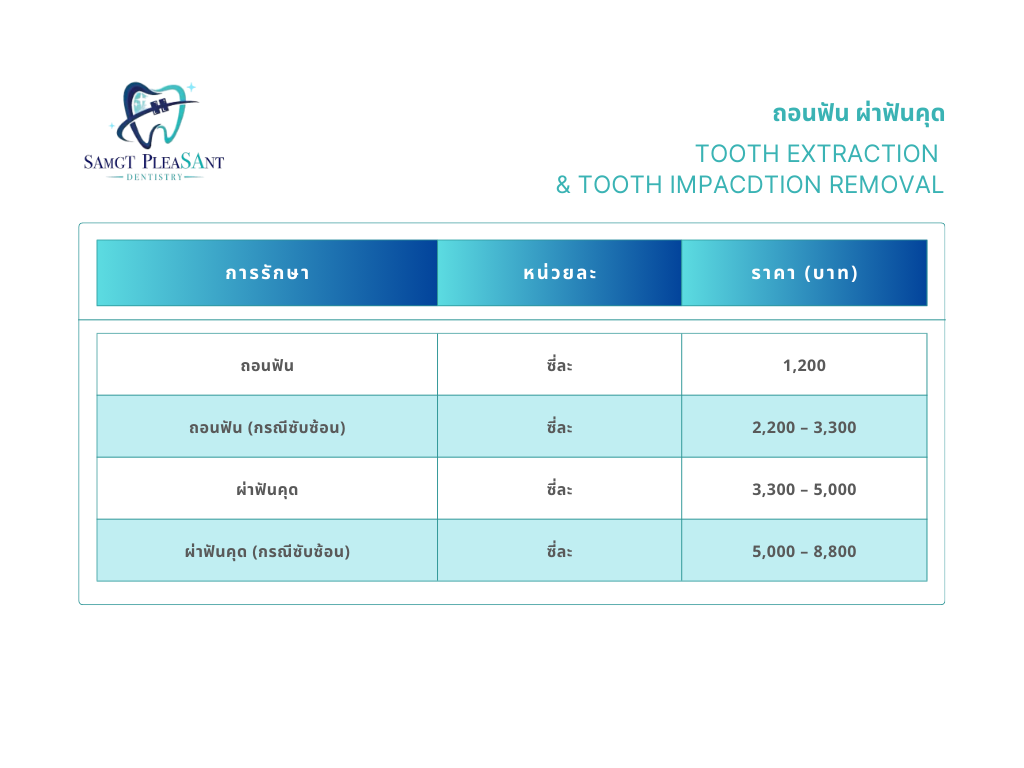 SAMGT PLEASANT
DENTISTRY
ถอนฟัน ผ่าฟันคุด
TOOTH EXTRACTION
& TOOTH IMPACDTION REMOVAL
การรักษา หน่วยละ ราคา (บาท)
ถอนฟัน ซี่ละ 1,200
ถอนฟัน (กรณีซับซ้อน) ซี่ละ 2,200 – 3,300
ผ่าฟันคุด ซี่ละ 3,300 – 5,000
ผ่าฟันคุด (กรณีซับซ้อน) ซี่ละ 5,000 – 8,800